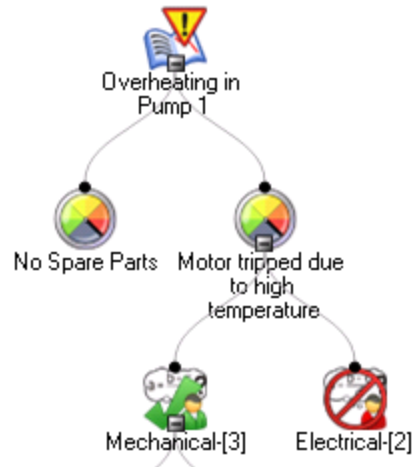 Overheating in
Pump 1
No Spare Parts
Motor tripped due
to high
temperature
Mechanical-[3]
Electrical-[2]